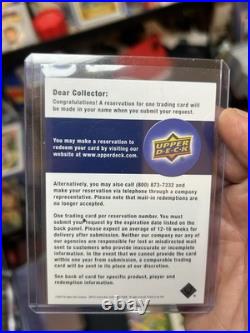 Dear Collector:
Congratulations! A reservation for one trading card will
be made in your name when you submit your request.
You may make a reservation to
redeem your card by visiting our
website at www.upperdeck.com.
UPPER
DECK
Alternatively, you may also call (800) 873-7332 and
make your reservation via telephone through a company
representative. Please note that mail-in redemptions are
no longer accepted.
One trading card per reservation number. You must
submit your request by the expiration date listed on the
back panel. Please expect an average of 12-16 weeks for
delivery after submission. Neither our company nor any of
our agencies are responsible for lost or misdirected mail
sent to customers who provide inaccurate or incomplete
information. In the event that we cannot provide the card
within one year from submission, a comparable trading
card will be sent in its place at our discretion.
See back of card for specific product, player and
redemption information.